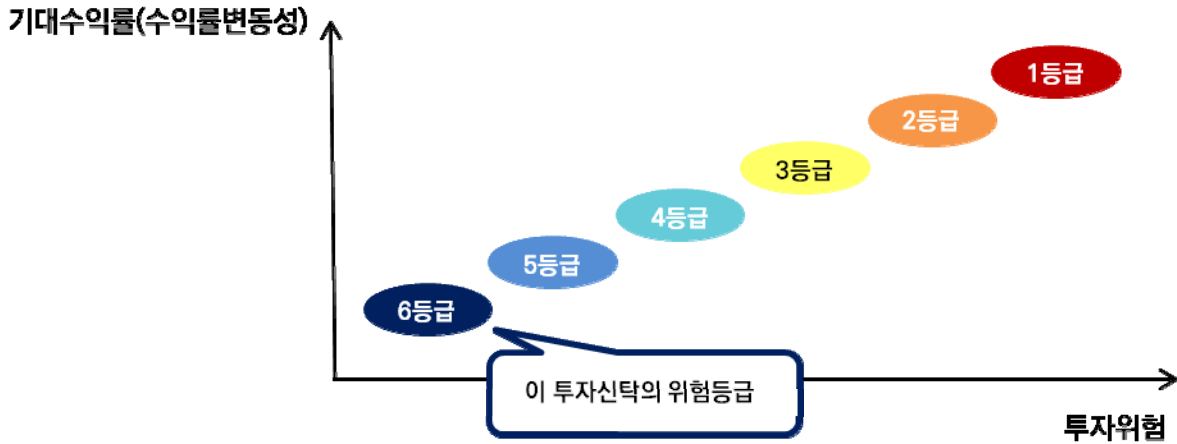 기대수익률(수익률변동성)
1등급
2등급
3등급
4등급
5등급
6등급
이 투자신탁의 위험등급
투자위험